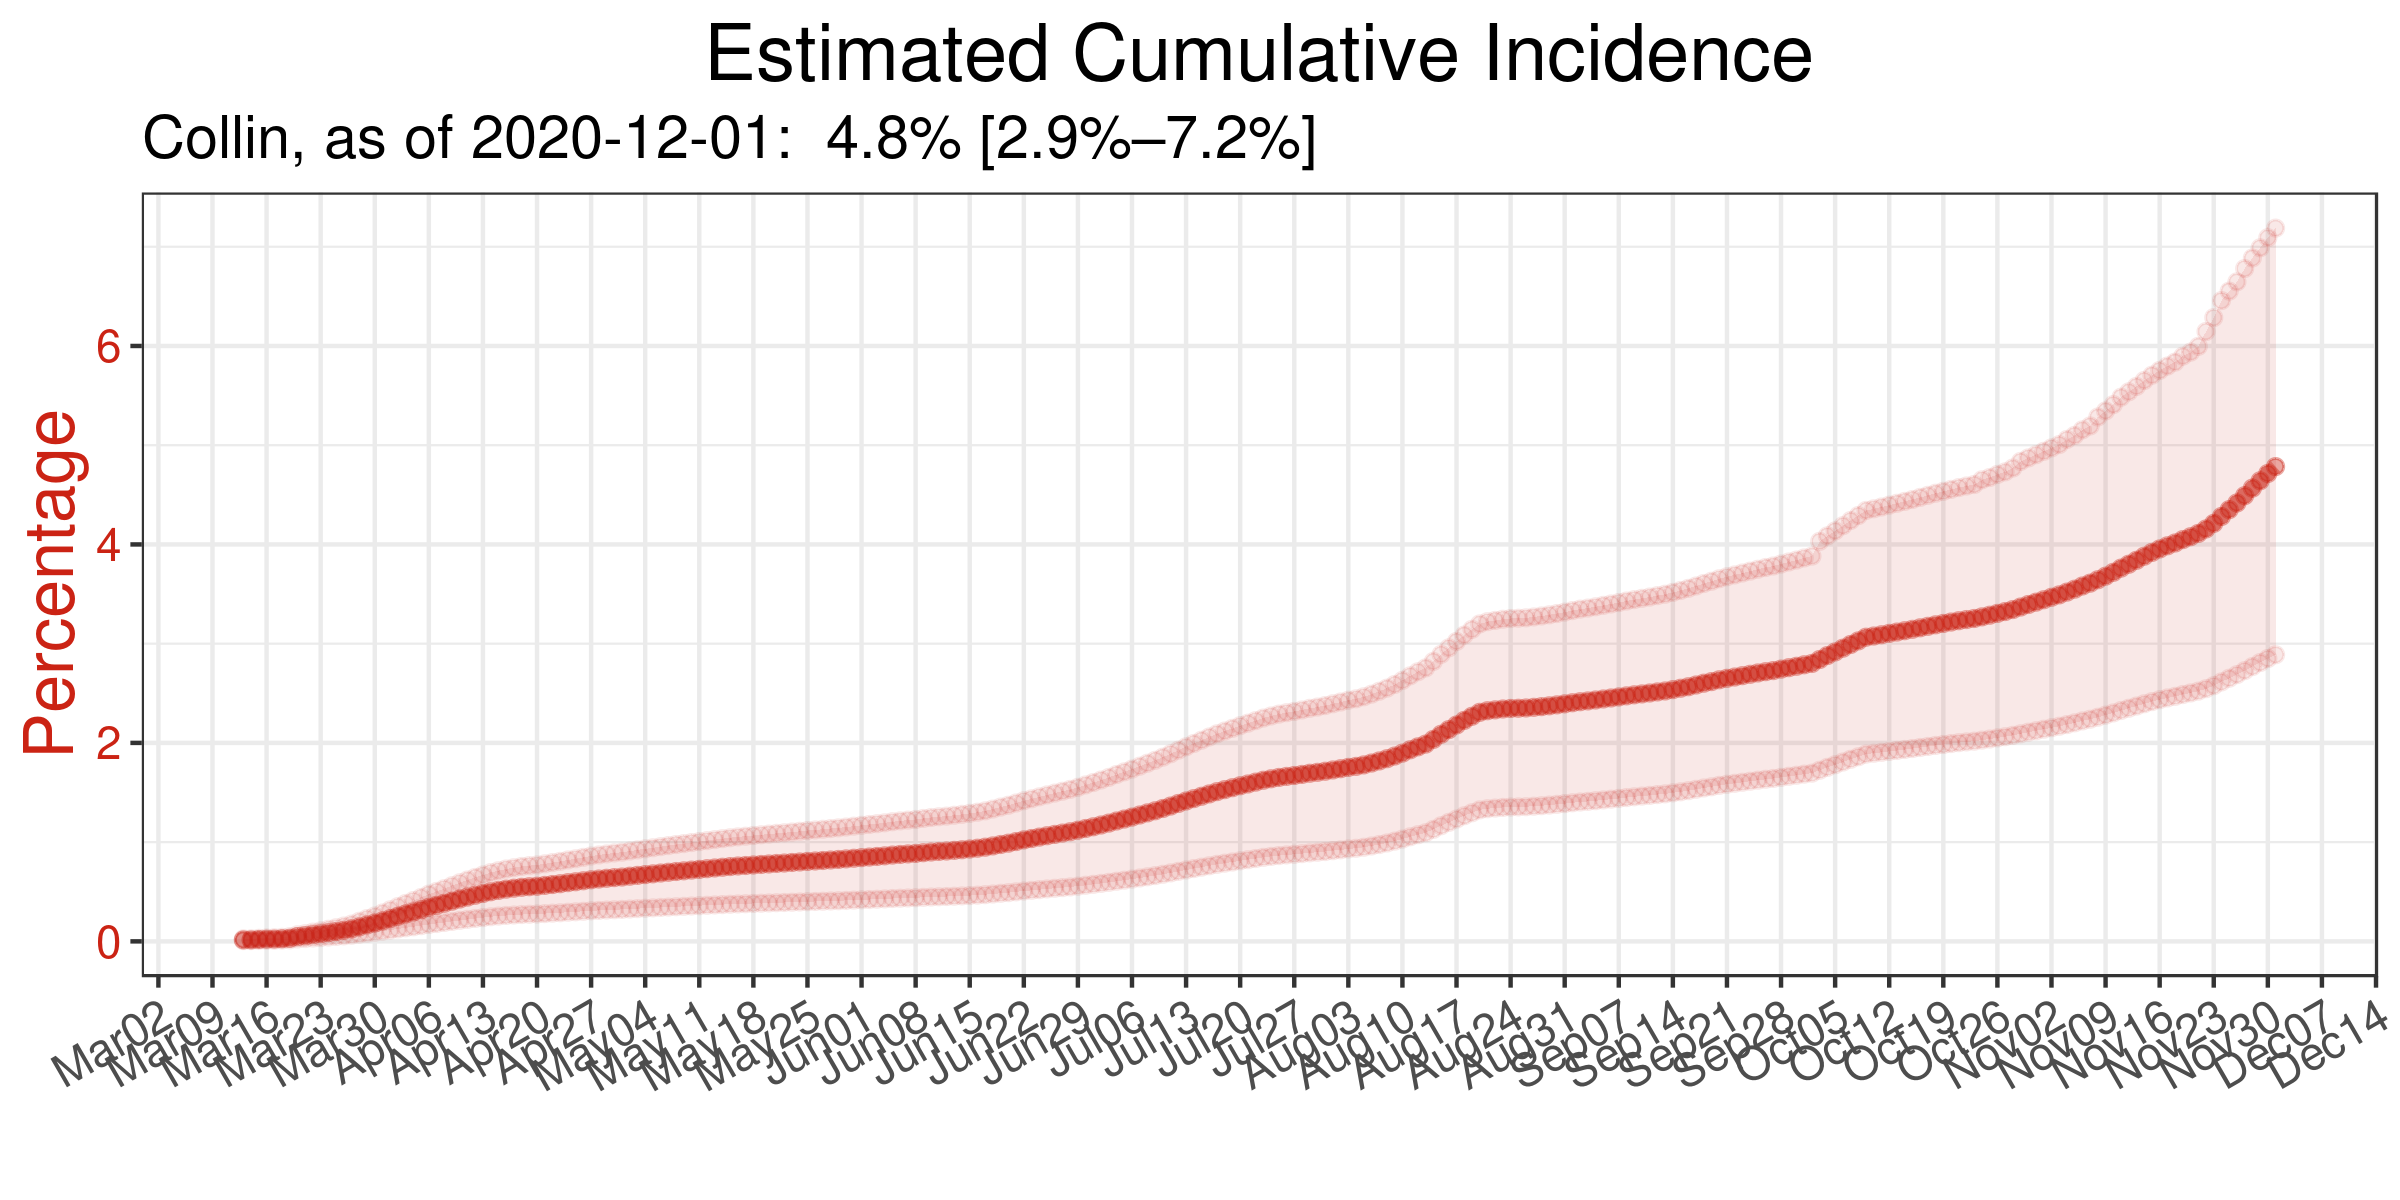 Estimated Cumulative Incidence
Collin, as of 2020-12-01:  4.8% [2.9%–7.2%]
Percentage
6
4
2
0
Mar02
Mar09
Mar16
Mar23
Mar30
Apr06
Apr13
Apr20
Apr27
May04
May11
May18
May25
Jun01
Jun08
Jun15
Jun22
Jun29
Jul06
Jul13
Jul20
Jul27
Aug03
Aug10
Aug17
Aug24
Aug31
Sep07
Sep14
Sep21
Sep28
Oct05
Oct12
Oct19
Oct26
Nov02
Nov09
Nov16
Nov23
Nov30
Dec07
Dec14